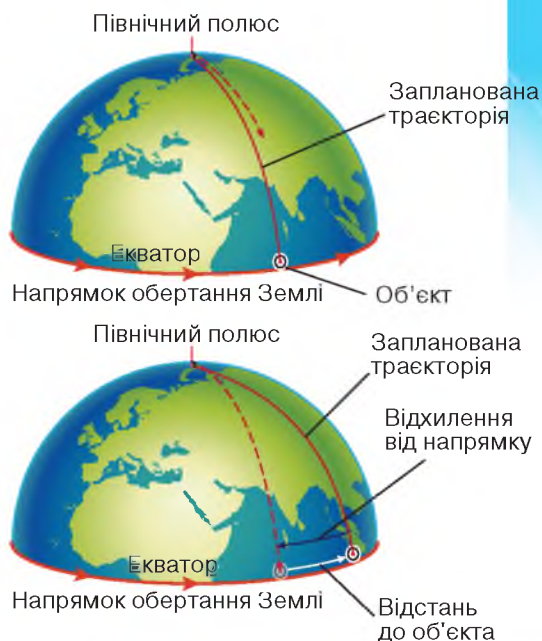 Північний полюс
Запланована
траєкторія
Екватор
Напрямок обертання Землі
Об'єкт
Північний полюс
Запланована
траєкторія
Відхилення
від напрямку
Екватор
Напрямок обертання Землі
Відстань
до об'єкта